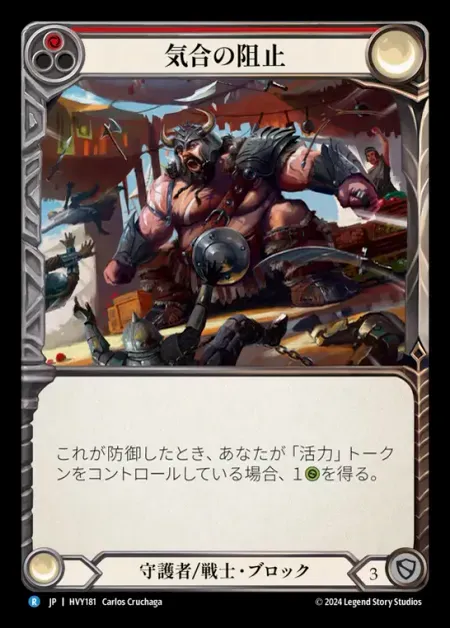 気合の阻止
これが防御したとき、あなたが「活力」トーク
ンをコントロールしている場合、1を得る。
守護者/戦士・ブロック
3
R JP | HVY181 Carlos Cruchaga
© 2024 Legend Story Studios